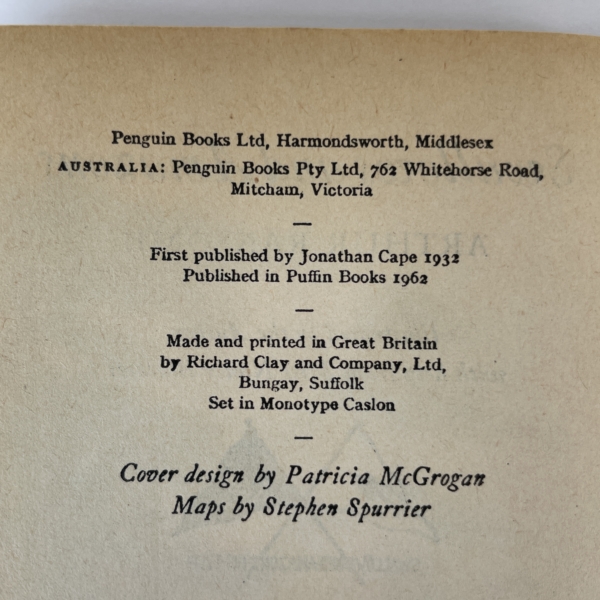 Penguin Books Ltd, Harmondsworth, Middlesex
AUSTRALIA: Penguin Books Pty Ltd, 762 Whitehorse Road,
Mitcham, Victoria
—
First published by Jonathan Cape 1932
Published in Puffin Books 1962
—
Made and printed in Great Britain
by Richard Clay and Company, Ltd,
Bungay, Suffolk
Set in Monotype Caslon
—
Cover design by Patricia McGrogan
Maps by Stephen Spurrier